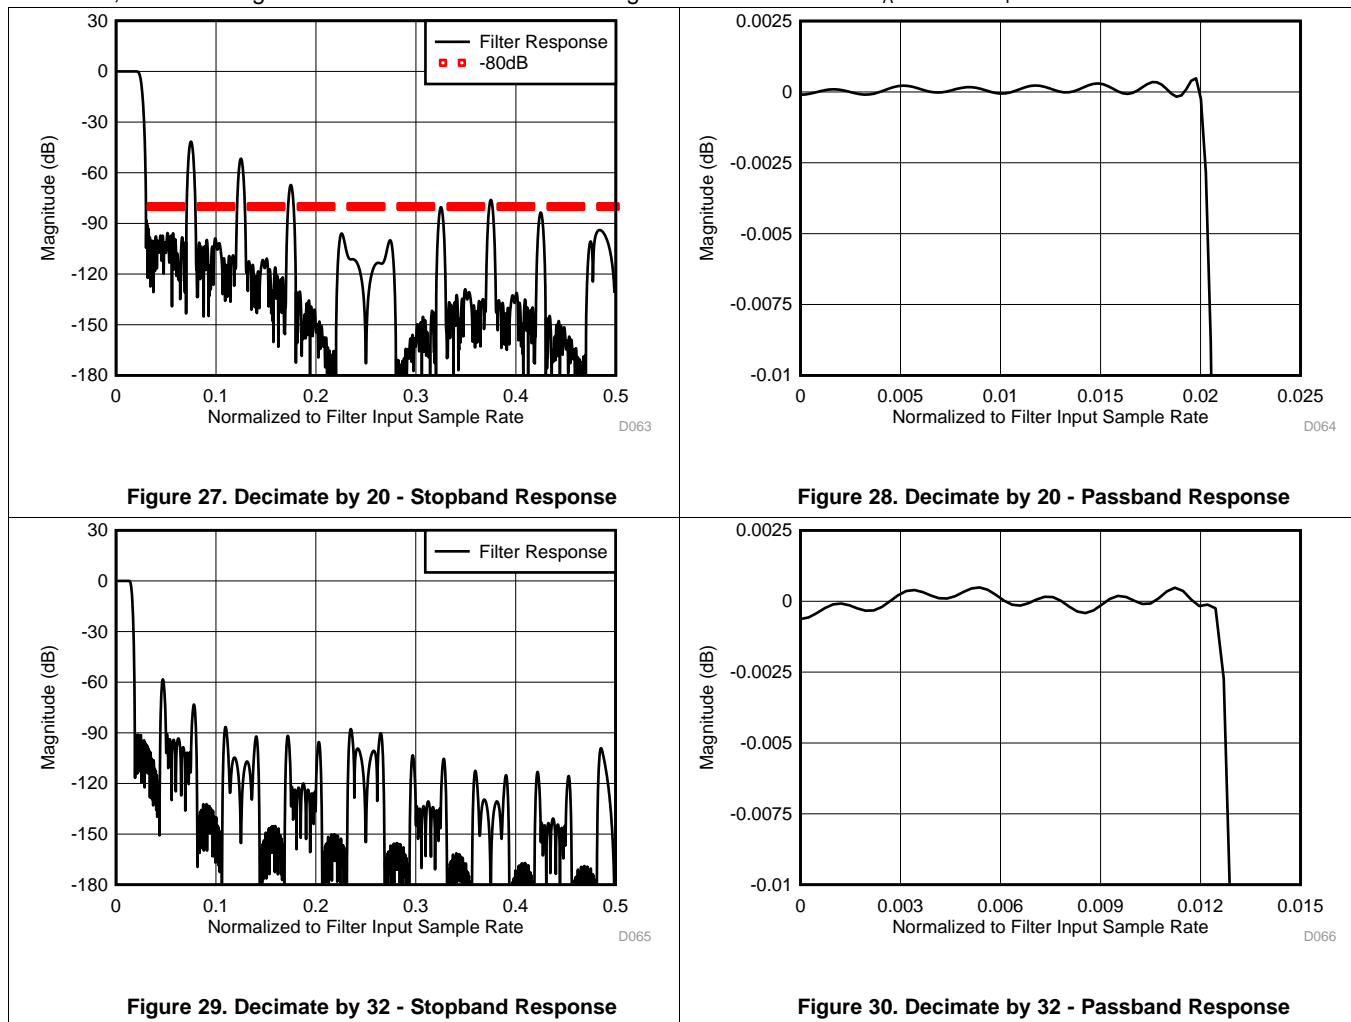 30
0
-30
-60
-90
-120
-150
-180
Magnitude (dB)
Filter Response
-80dB
0 0.1 0.2 0.3 0.4 0.5
Normalized to Filter Input Sample Rate
D063
Figure 27. Decimate by 20 - Stopband Response
0.0025
0
-0.0025
-0.005
-0.0075
-0.01
Magnitude (dB)
0 0.005 0.01 0.015 0.02 0.025
Normalized to Filter Input Sample Rate
D064
Figure 28. Decimate by 20 - Passband Response
30
0
-30
-60
-90
-120
-150
-180
Magnitude (dB)
Filter Response
0 0.1 0.2 0.3 0.4 0.5
Normalized to Filter Input Sample Rate
D065
Figure 29. Decimate by 32 - Stopband Response
0.0025
0
-0.0025
-0.005
-0.0075
-0.01
Magnitude (dB)
0 0.003 0.006 0.009 0.012 0.015
Normalized to Filter Input Sample Rate
D066
Figure 30. Decimate by 32 - Passband Response